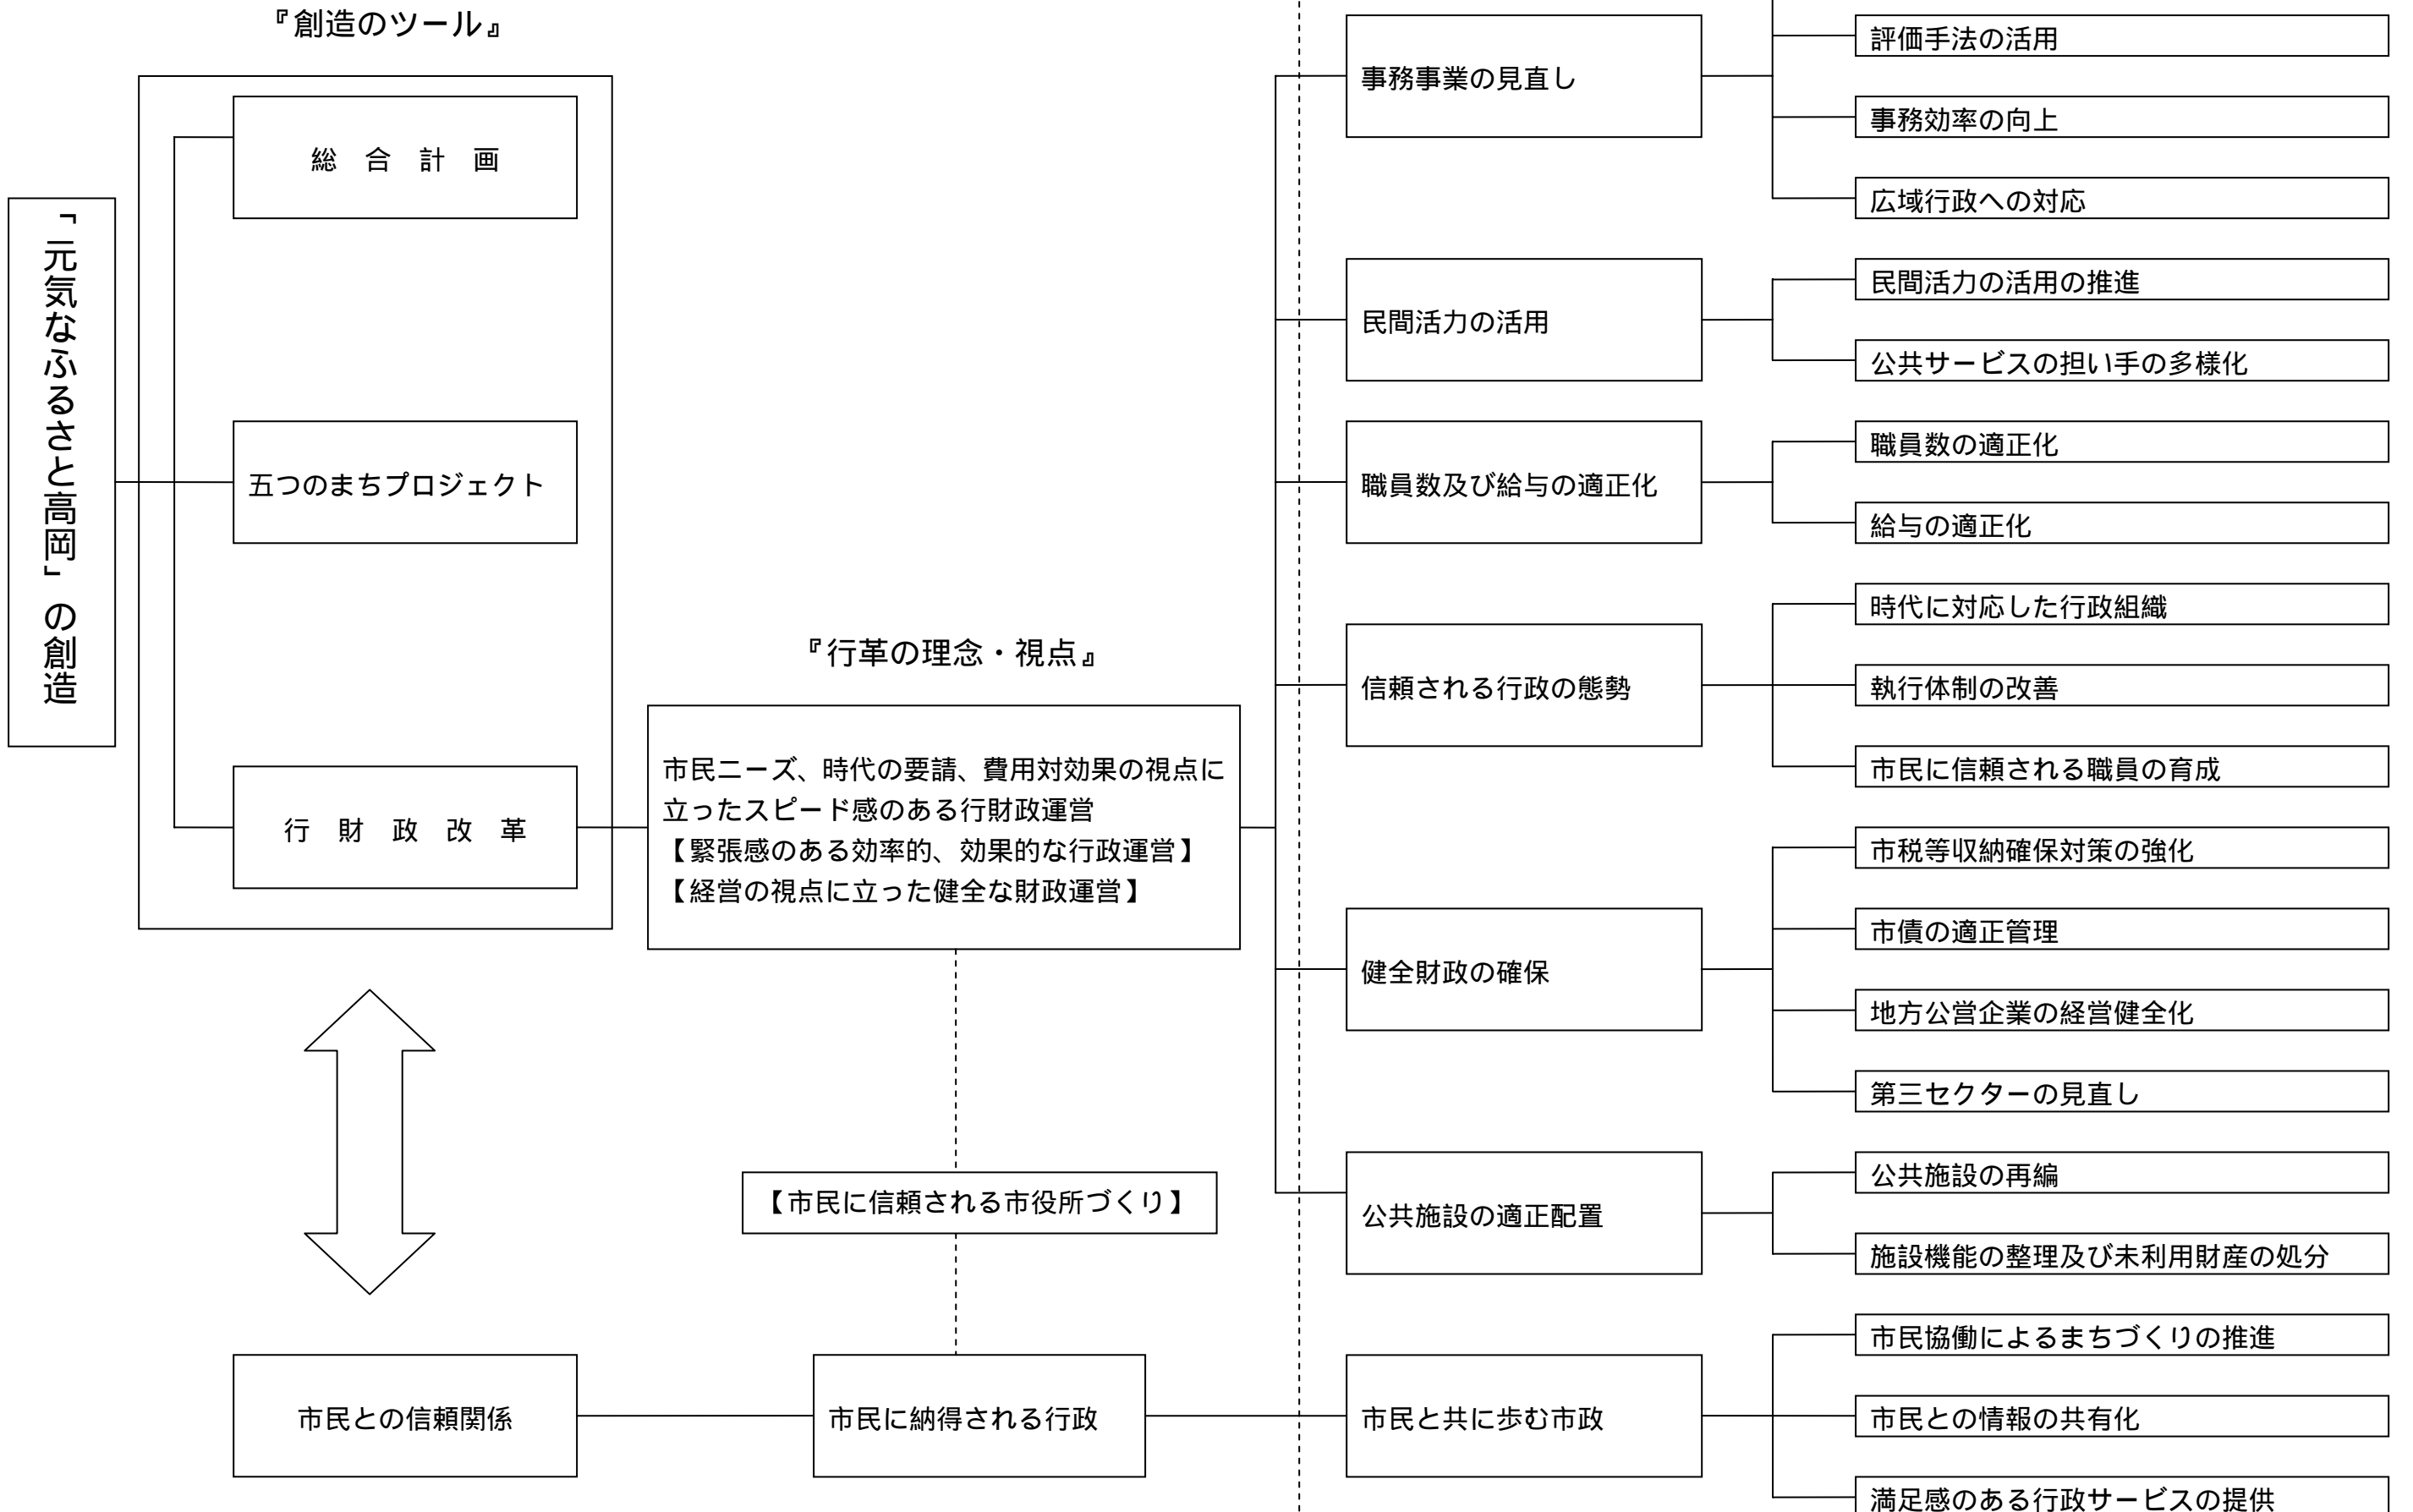 『創造のツール』
「元気なふるさと高岡」の創造
総　合　計　画
五つのまちプロジェクト
行　財　政　改　革
『行革の理念・視点』
市民ニーズ、時代の要請、費用対効果の視点に
立ったスピード感のある行財政運営
【緊張感のある効率的、効果的な行政運営】
【経営の視点に立った健全な財政運営】
【市民に信頼される市役所づくり】
市民との信頼関係
市民に納得される行政
事務事業の見直し
評価手法の活用
事務効率の向上
広域行政への対応
民間活力の活用
民間活力の活用の推進
公共サービスの担い手の多様化
職員数及び給与の適正化
職員数の適正化
給与の適正化
信頼される行政の態勢
時代に対応した行政組織
執行体制の改善
市民に信頼される職員の育成
健全財政の確保
市税等収納確保対策の強化
市債の適正管理
地方公営企業の経営健全化
第三セクターの見直し
公共施設の適正配置
公共施設の再編
施設機能の整理及び未利用財産の処分
市民と共に歩む市政
市民協働によるまちづくりの推進
市民との情報の共有化
満足感のある行政サービスの提供